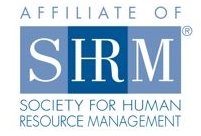 AFFILIATE OF
SHRM®
SOCIETY FOR HUMAN
RESOURCE MANAGEMENT